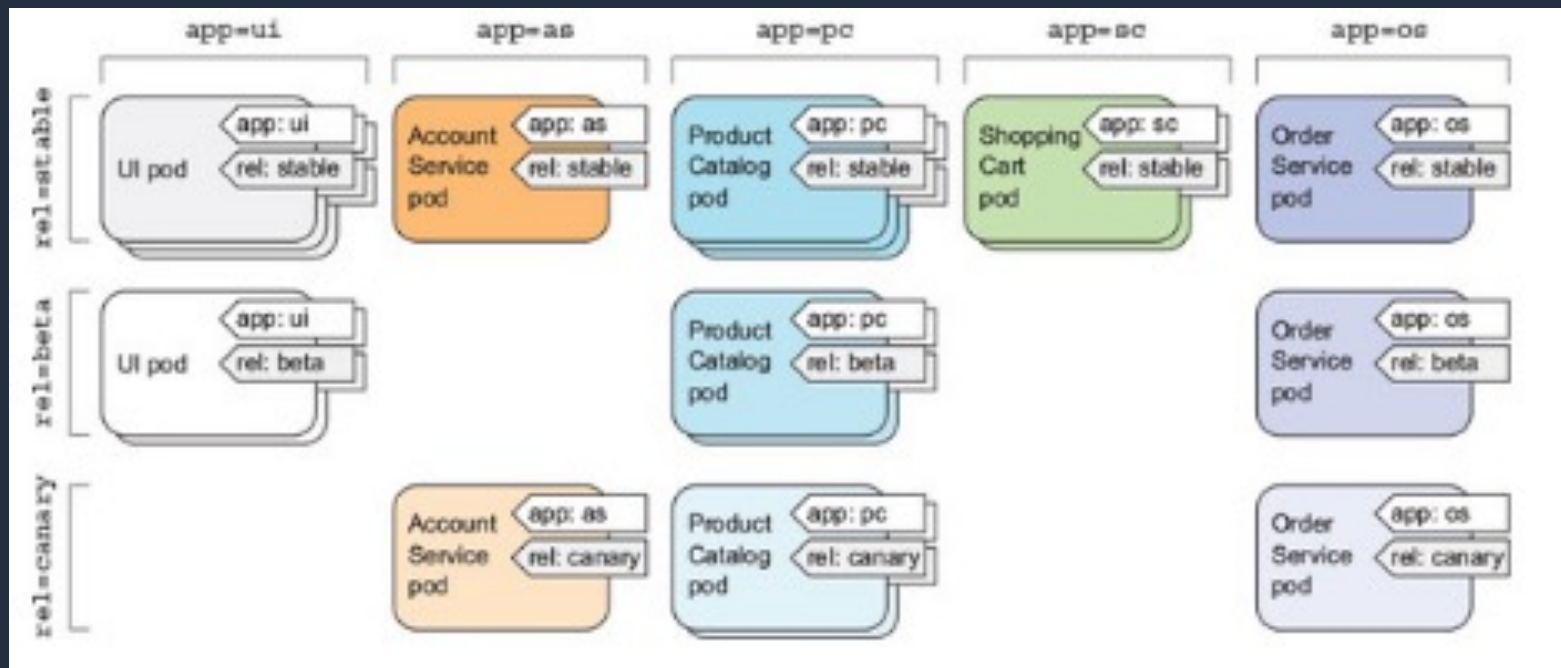 app=ui
app=as
app=pc
app=sc
app=os
rel=stable
UI pod
app: ui
rel: stable
Account
Service
pod
app: as
rel: stable
Product
Catalog
pod
app: pc
rel: stable
Shopping
Cart
pod
app: sc
rel: stable
Order
Service
pod
app: os
rel: stable
rel=beta
UI pod
app: ui
rel: beta
Product
Catalog
pod
app: pc
rel: beta
Order
Service
pod
app: os
rel: beta
rel=canary
Account
Service
pod
app: as
rel: canary
Product
Catalog
pod
app: pc
rel: canary
Order
Service
pod
app: os
rel: canary